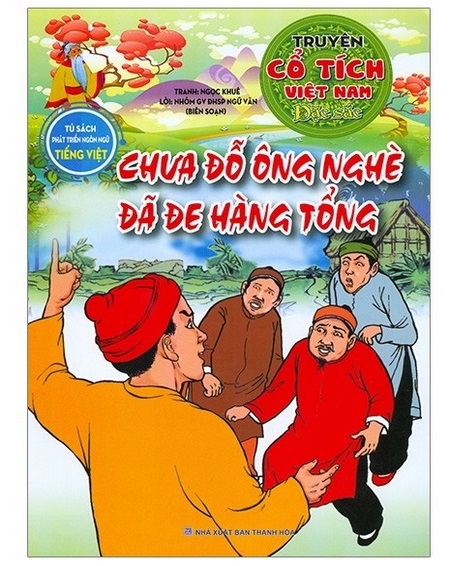 TRUYỆN
CỔ TÍCH
VIỆT NAM
Đặc sắc
TRANH: NGỌC KHUÊ
LỜI: NHÓM GV ĐHSP NGỮ VĂN
(BIÊN SOẠN)
TỦ SÁCH
PHÁT TRIỂN NGÔN NGỮ
TIẾNG VIỆT
CHƯA ĐỖ ÔNG NGHÈ
ĐÃ ĐE HÀNG TỔNG
NHÀ XUẤT BẢN THANH HÓA